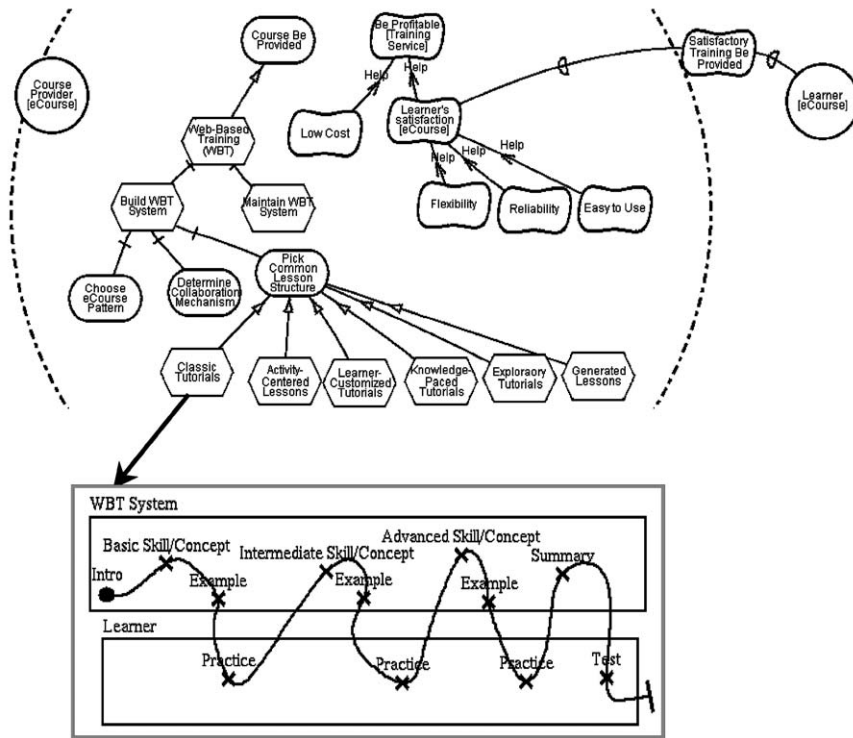 Course Be
Provided
Be Profitable
[Training
Service]
Satisfactory
Training Be
Provided
Course
Provider
[eCourse]
Learner
[eCourse]
Help
Help
Low Cost
Learner's
satisfaction
[eCourse]
Web-Based
Training
(WBT)
Help
Help
Help
Build WBT
System
Maintain WBT
System
Flexibility
Reliability
Easy to Use
Pick
Common
Lesson
Structure
Choose
eCourse
Pattern
Determine
Collaboration
Mechanism
Classic
Tutorials
Activity-
Centered
Lessons
Learner-
Customized
Tutorials
Knowledge-
Paced
Tutorials
Exploraory
Tutorials
Generated
Lessons
WBT System
Basic Skill/Concept
Intermediate Skill/Concept
Advanced Skill/Concept
Summary
Intro
Example
Example
Example
Learner
Practice
Practice
Practice
Test